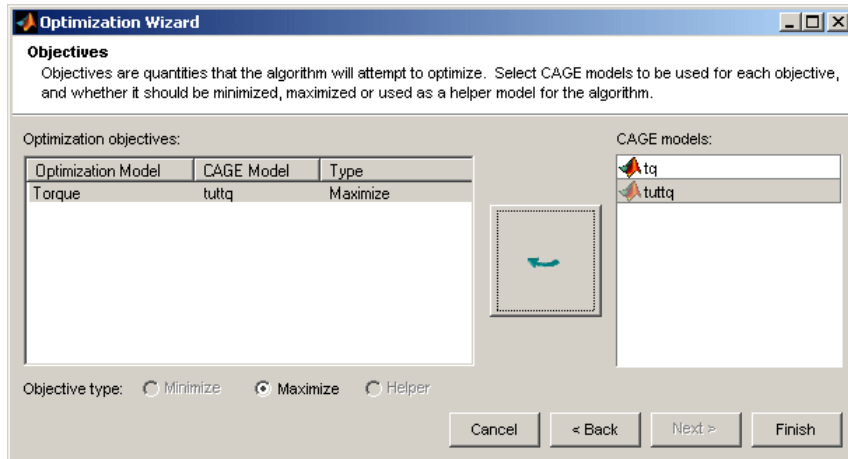 Optimization Wizard
Objectives
Objectives are quantities that the algorithm will attempt to optimize. Select CAGE models to be used for each objective,
and whether it should be minimized, maximized or used as a helper model for the algorithm.
Optimization objectives:
CAGE models:
Optimization Model CAGE Model Type
Torque tuttq Maximize
tq
tuttq
Objective type: Minimize Maximize Helper
Cancel < Back Next > Finish